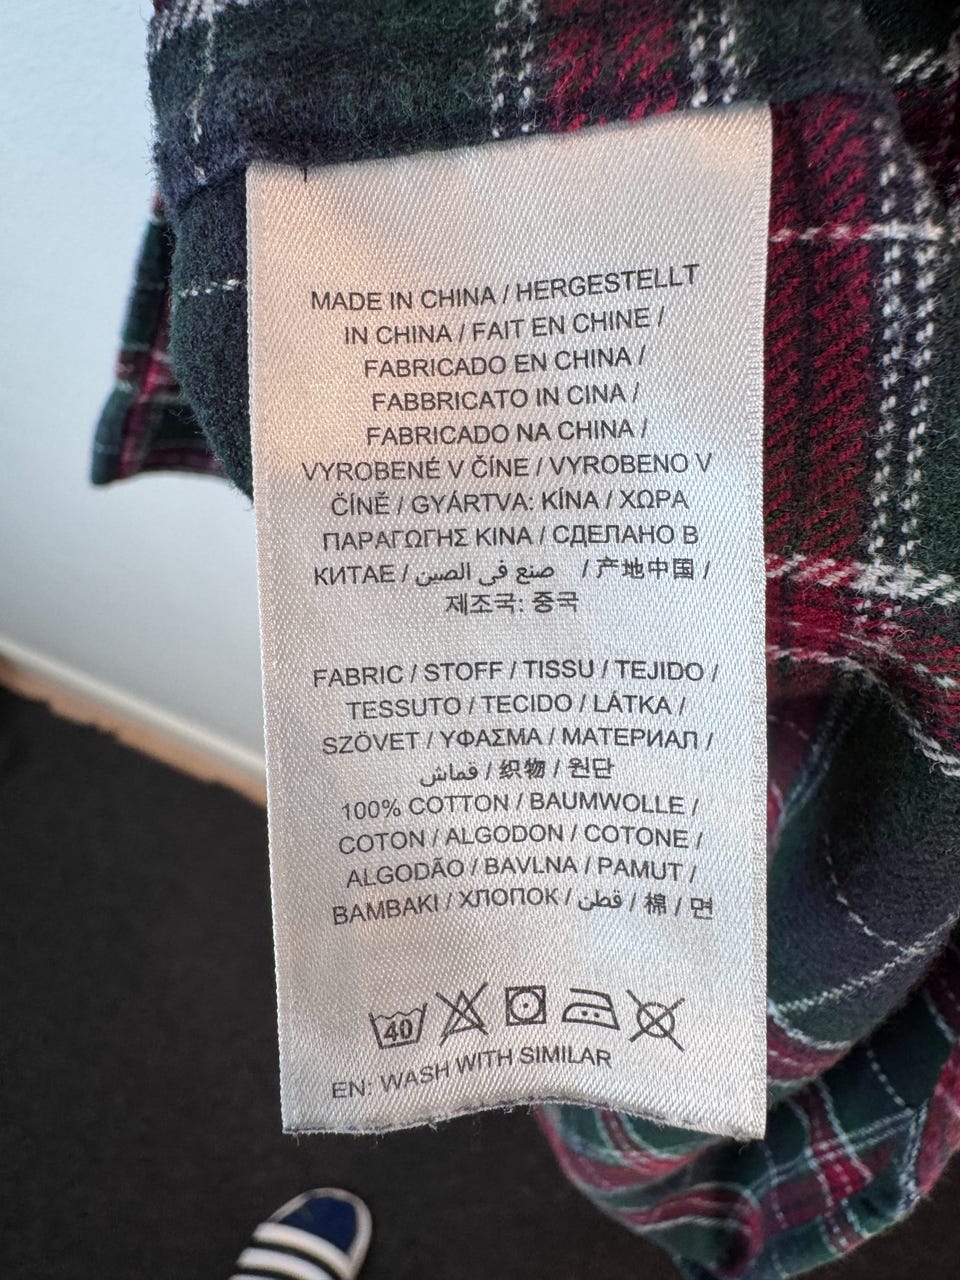 MADE IN CHINA / HERGESTELLT
IN CHINA / FAIT EN CHINE /
FABRICADO EN CHINA /
FABBRICATO IN CINA /
FABRICADO NA CHINA /
VYROBENÉ V ČÍNE / VYROBENO V
ČÍNĚ / GYÁRTVA: KÍNA / ΧΩΡΑ
ΠΑΡΑΓΩΓΗΣ ΚΙΝΑ / СДЕЛАНО В
КИТАЕ / صنع في الصين / 产地中国 /
제조국: 중국
FABRIC / STOFF / TISSU / TEJIDO /
TESSUTO / TECIDO / LÁTKA /
SZÖVET / ΥΦΑΣΜΑ / МАТЕРИАЛ /
قماش / 织物 / 원단
100% COTTON / BAUMWOLLE /
COTON / ALGODON / COTONE /
ALGODÃO / BAVLNA / PAMUT /
ΒΑΜΒΑΚΙ / ХЛОПОК / قطن / 棉 / 면
40
EN: WASH WITH SIMILAR